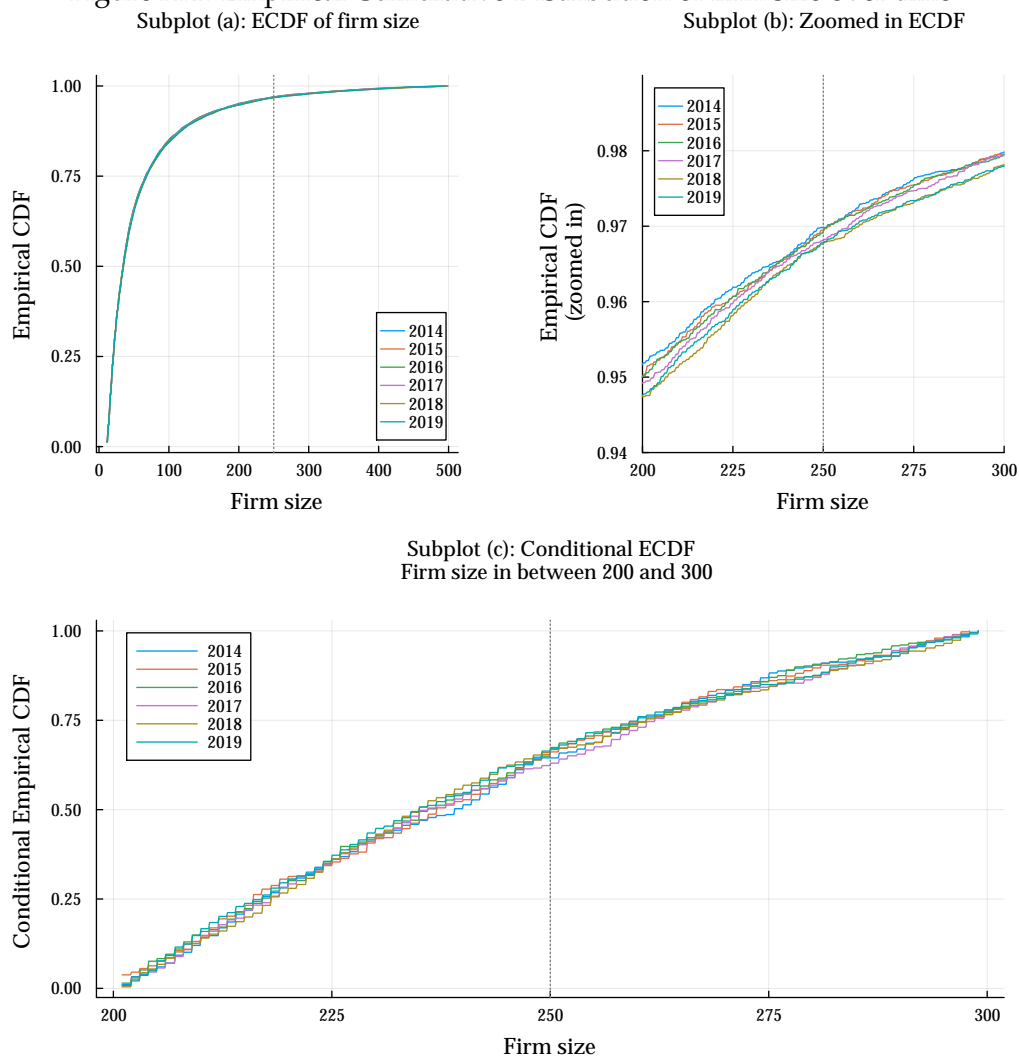 Subplot (a): ECDF of firm size
1.00
0.75
0.50
0.25
0.00
Empirical CDF
2014
2015
2016
2017
2018
2019
0 100 200 300 400 500
Firm size
Subplot (b): Zoomed in ECDF
0.98
0.97
0.96
0.95
0.94
Empirical CDF
(zoomed in)
2014
2015
2016
2017
2018
2019
200 225 250 275 300
Firm size
Subplot (c): Conditional ECDF
Firm size in between 200 and 300
1.00
0.75
0.50
0.25
0.00
Conditional Empirical CDF
2014
2015
2016
2017
2018
2019
200 225 250 275 300
Firm size